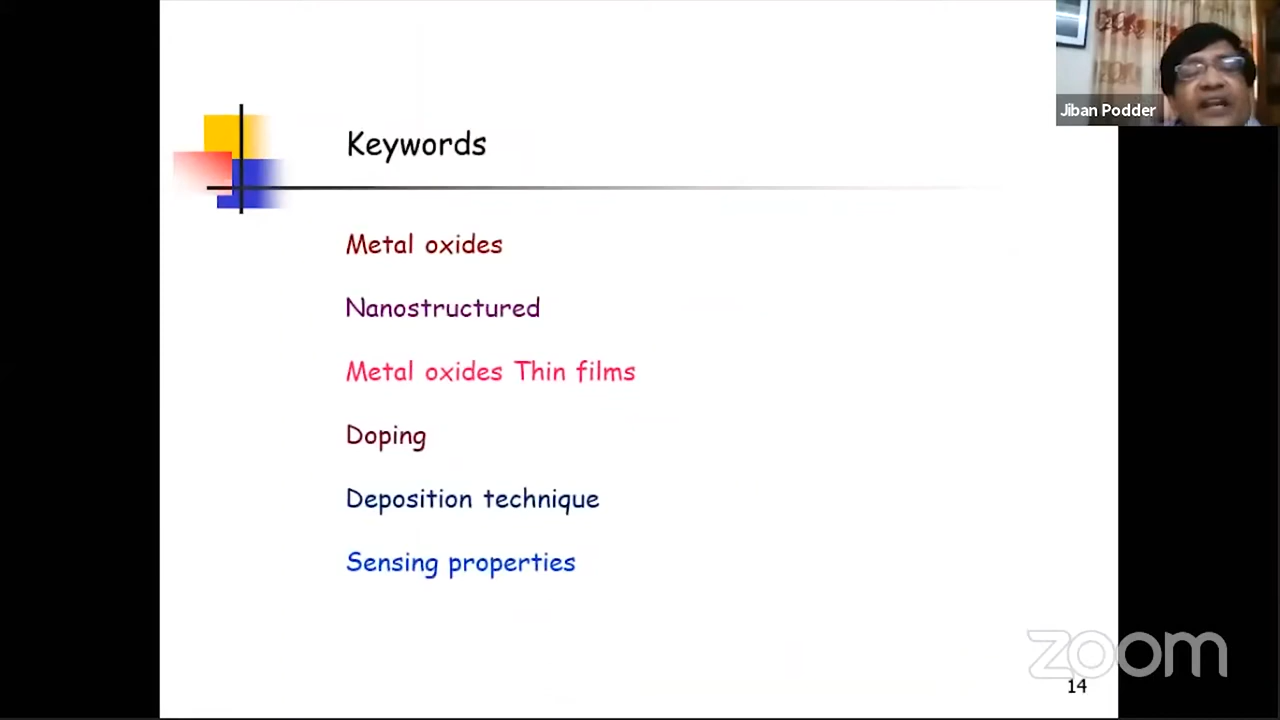 Jiban Podder
Keywords
Metal oxides
Nanostructured
Metal oxides Thin films
Doping
Deposition technique
Sensing properties
zoom
14